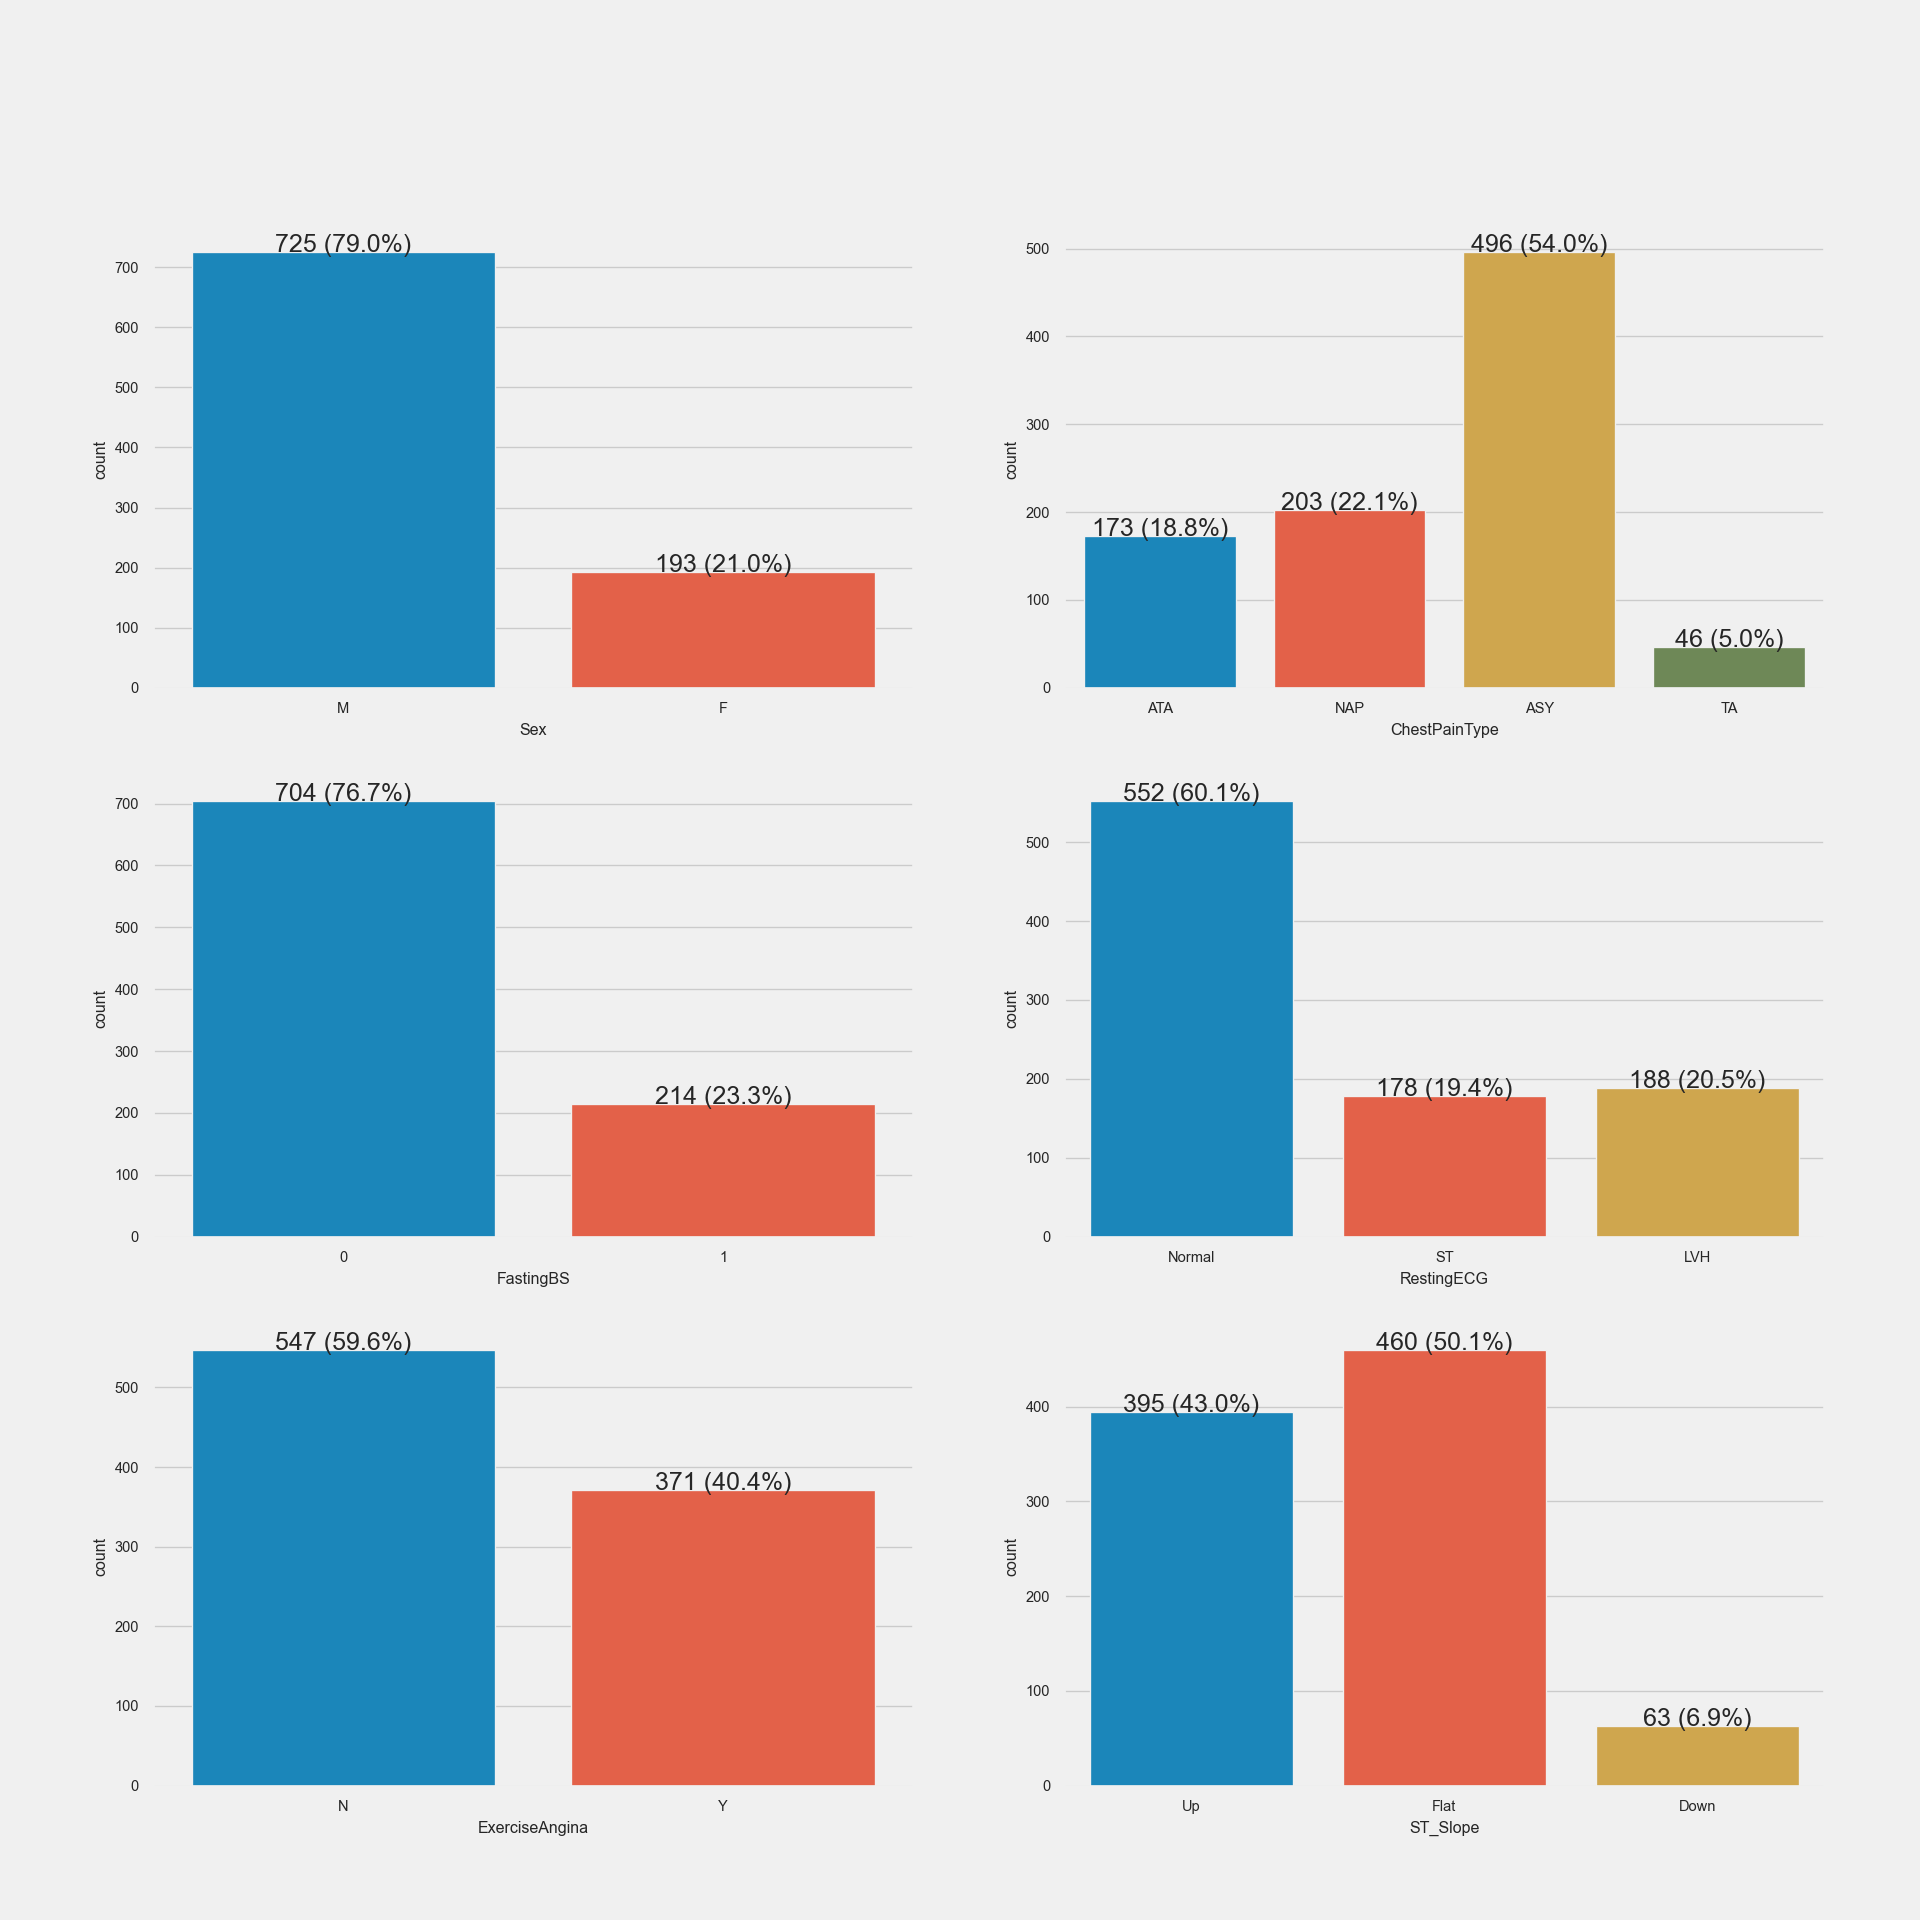 725 (79.0%)
193 (21.0%)
700
600
500
400
300
200
100
0
count
M
F
Sex
173 (18.8%)
203 (22.1%)
496 (54.0%)
46 (5.0%)
500
400
300
200
100
0
count
ATA
NAP
ASY
TA
ChestPainType
704 (76.7%)
214 (23.3%)
700
600
500
400
300
200
100
0
count
0
1
FastingBS
552 (60.1%)
178 (19.4%)
188 (20.5%)
500
400
300
200
100
0
count
Normal
ST
LVH
RestingECG
547 (59.6%)
371 (40.4%)
500
400
300
200
100
0
count
N
Y
ExerciseAngina
395 (43.0%)
460 (50.1%)
63 (6.9%)
400
300
200
100
0
count
Up
Flat
Down
ST_Slope